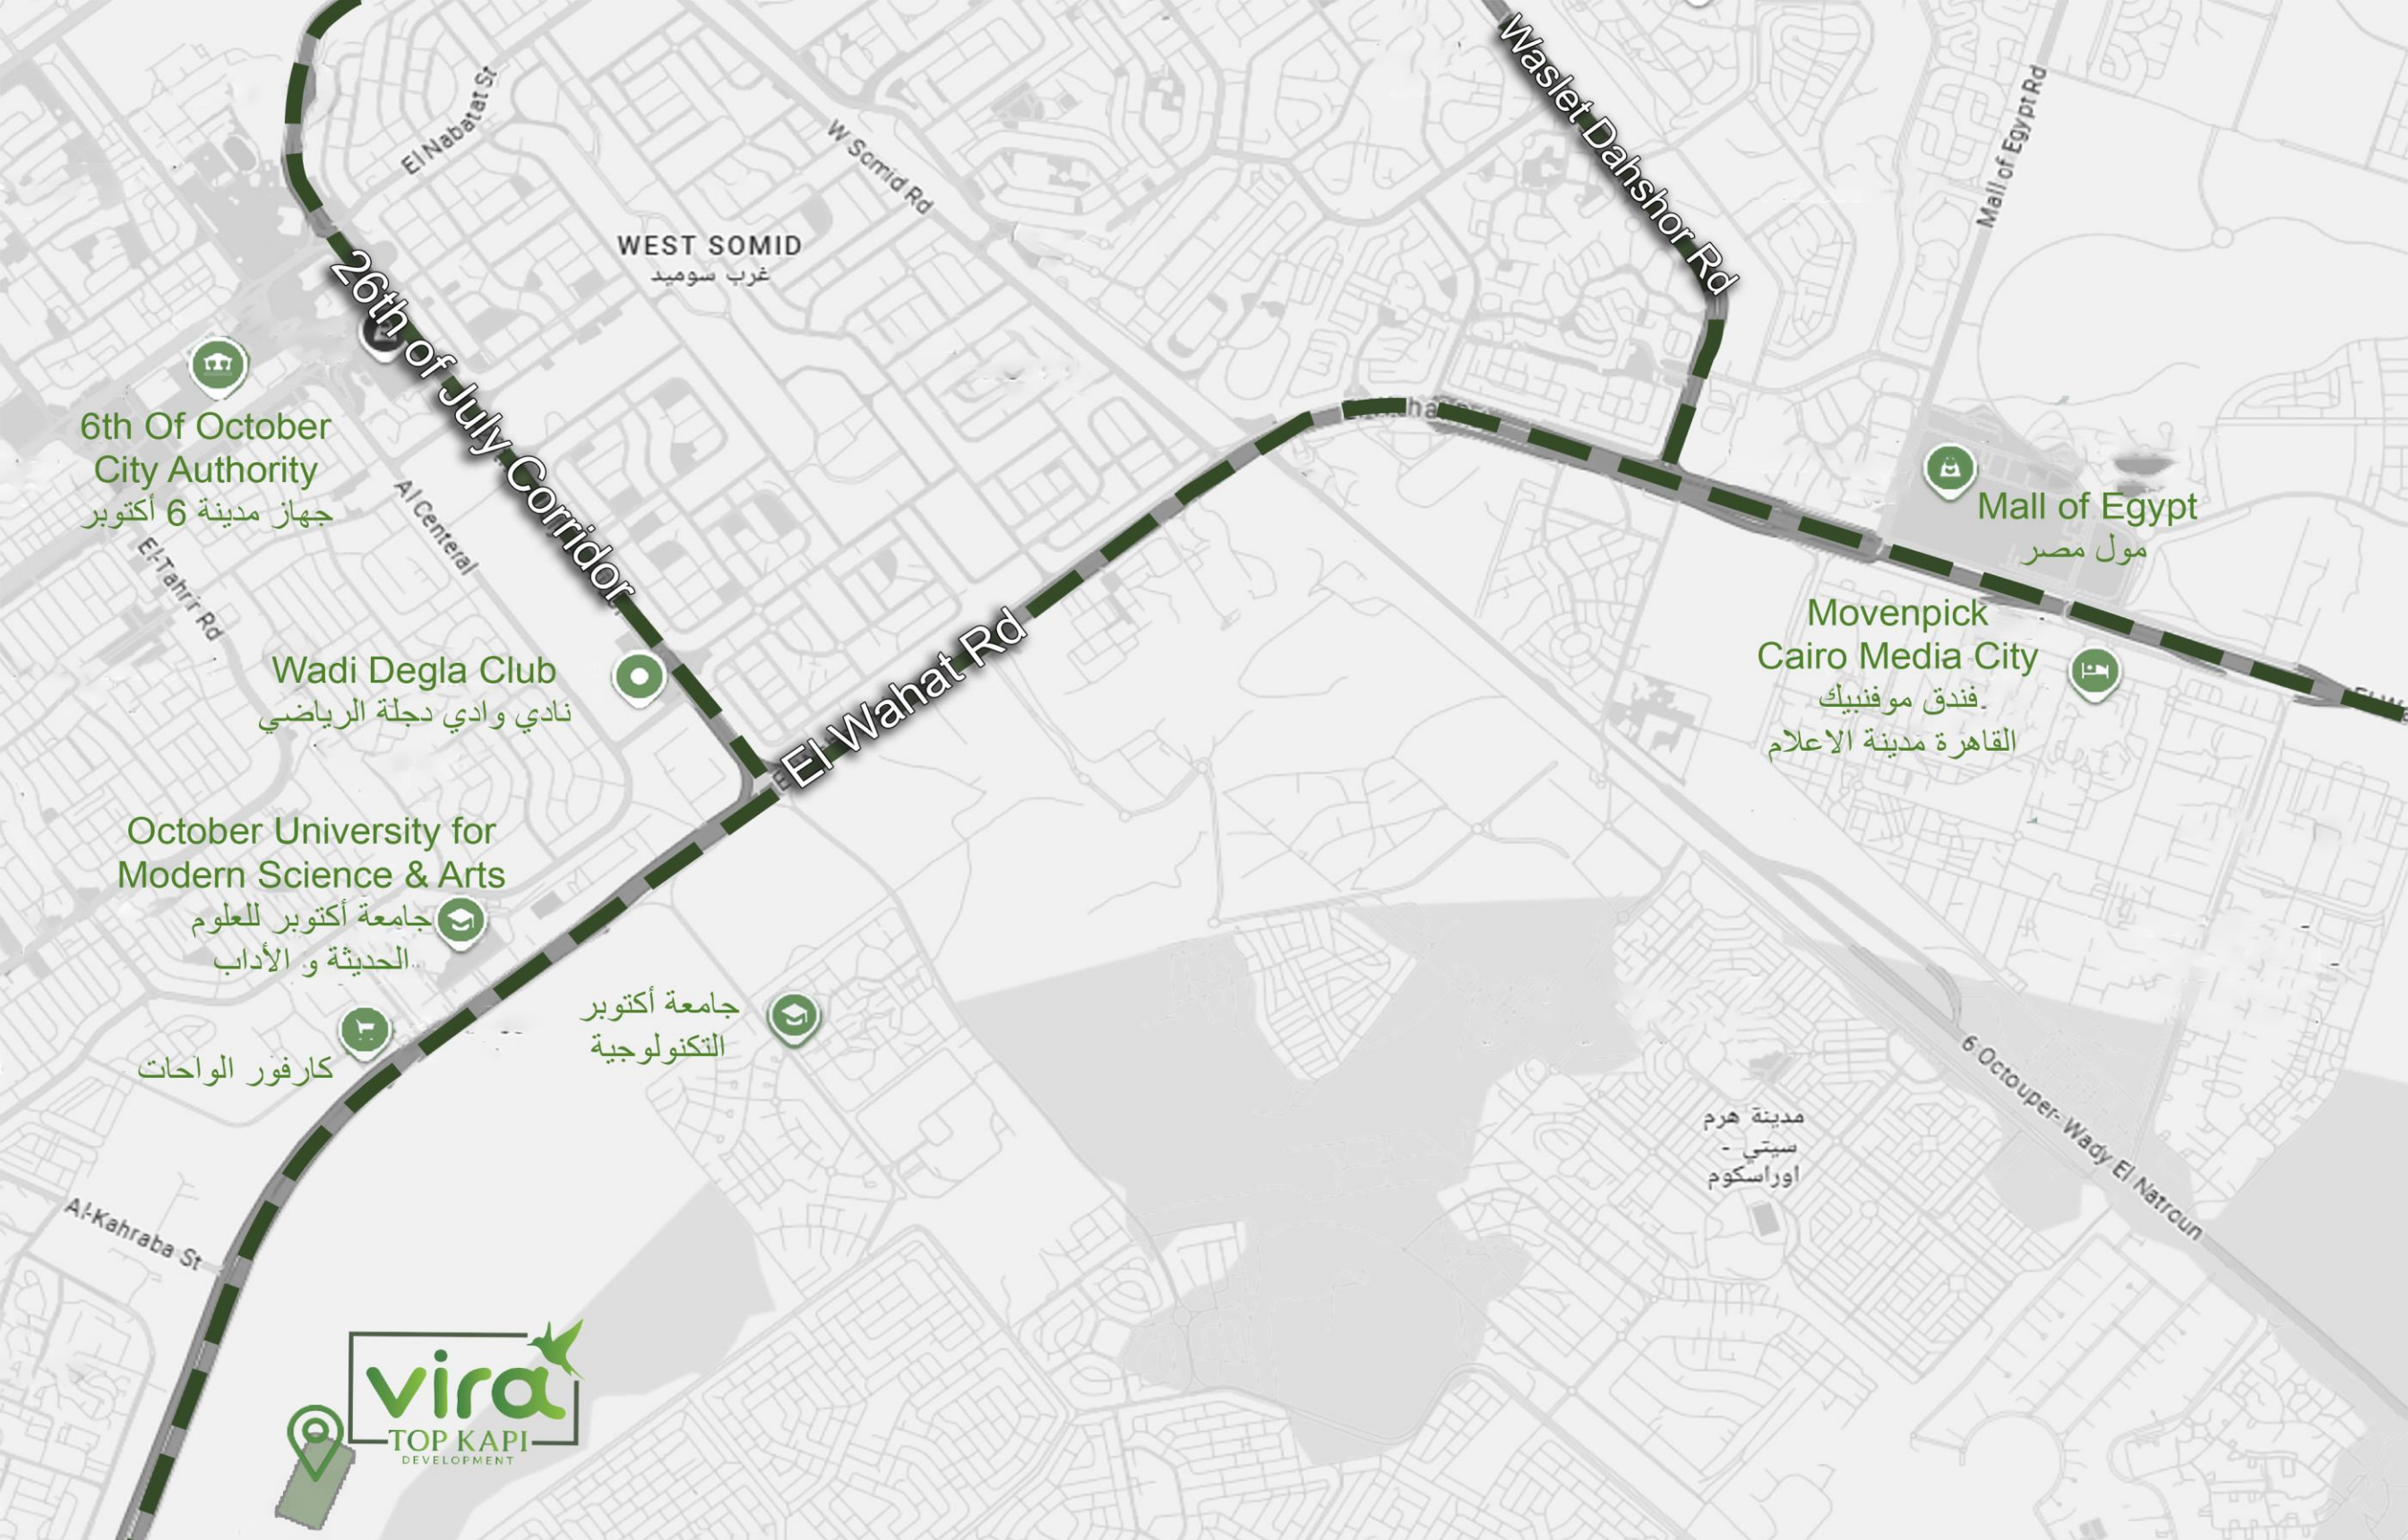 Waslet Dahshor Rd
Mall of Egypt Rd
El Nabatat St
W Somid Rd
WEST SOMID
غرب سوميد
26th of July Corridor
6th Of October
City Authority
جهاز مدينة 6 أكتوبر
Al Centeral
El-Tahrir Rd
Mall of Egypt
مول مصر
Movenpick
Cairo Media City
فندق موفنبيك
القاهرة مدينة الاعلام
Wadi Degla Club
نادي وادي دجلة الرياضي
El Wahat Rd
October University for
Modern Science & Arts
جامعة أكتوبر للعلوم
الحديثة و الأداب
جامعة أكتوبر
التكنولوجية
كارفور الواحات
6 Octouper- Wady El Natroun
مدينة هرم
سيتي -
اوراسكوم
Al-Kahraba St
vira
TOP KAPI
DEVELOPMENT